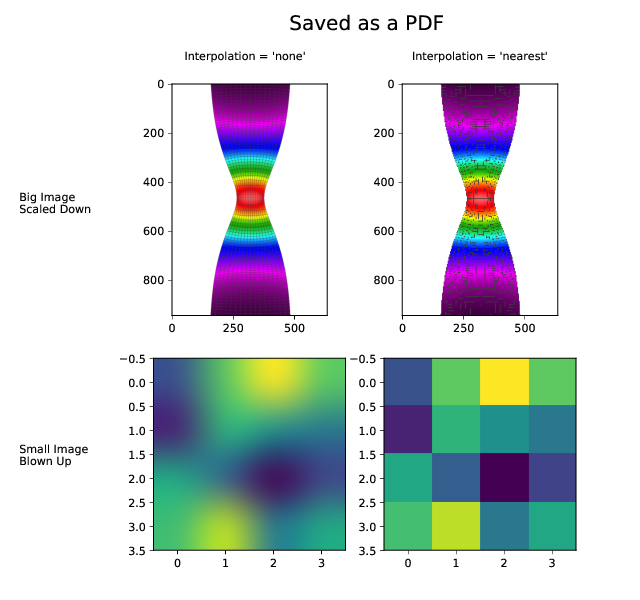 Saved as a PDF
Interpolation = 'none'
Interpolation = 'nearest'
0
200
400
600
800
0 250 500
0
200
400
600
800
0 250 500
Big Image
Scaled Down
−0.5
0.0
0.5
1.0
1.5
2.0
2.5
3.0
3.5
0 1 2 3
−0.5
0.0
0.5
1.0
1.5
2.0
2.5
3.0
3.5
0 1 2 3
Small Image
Blown Up